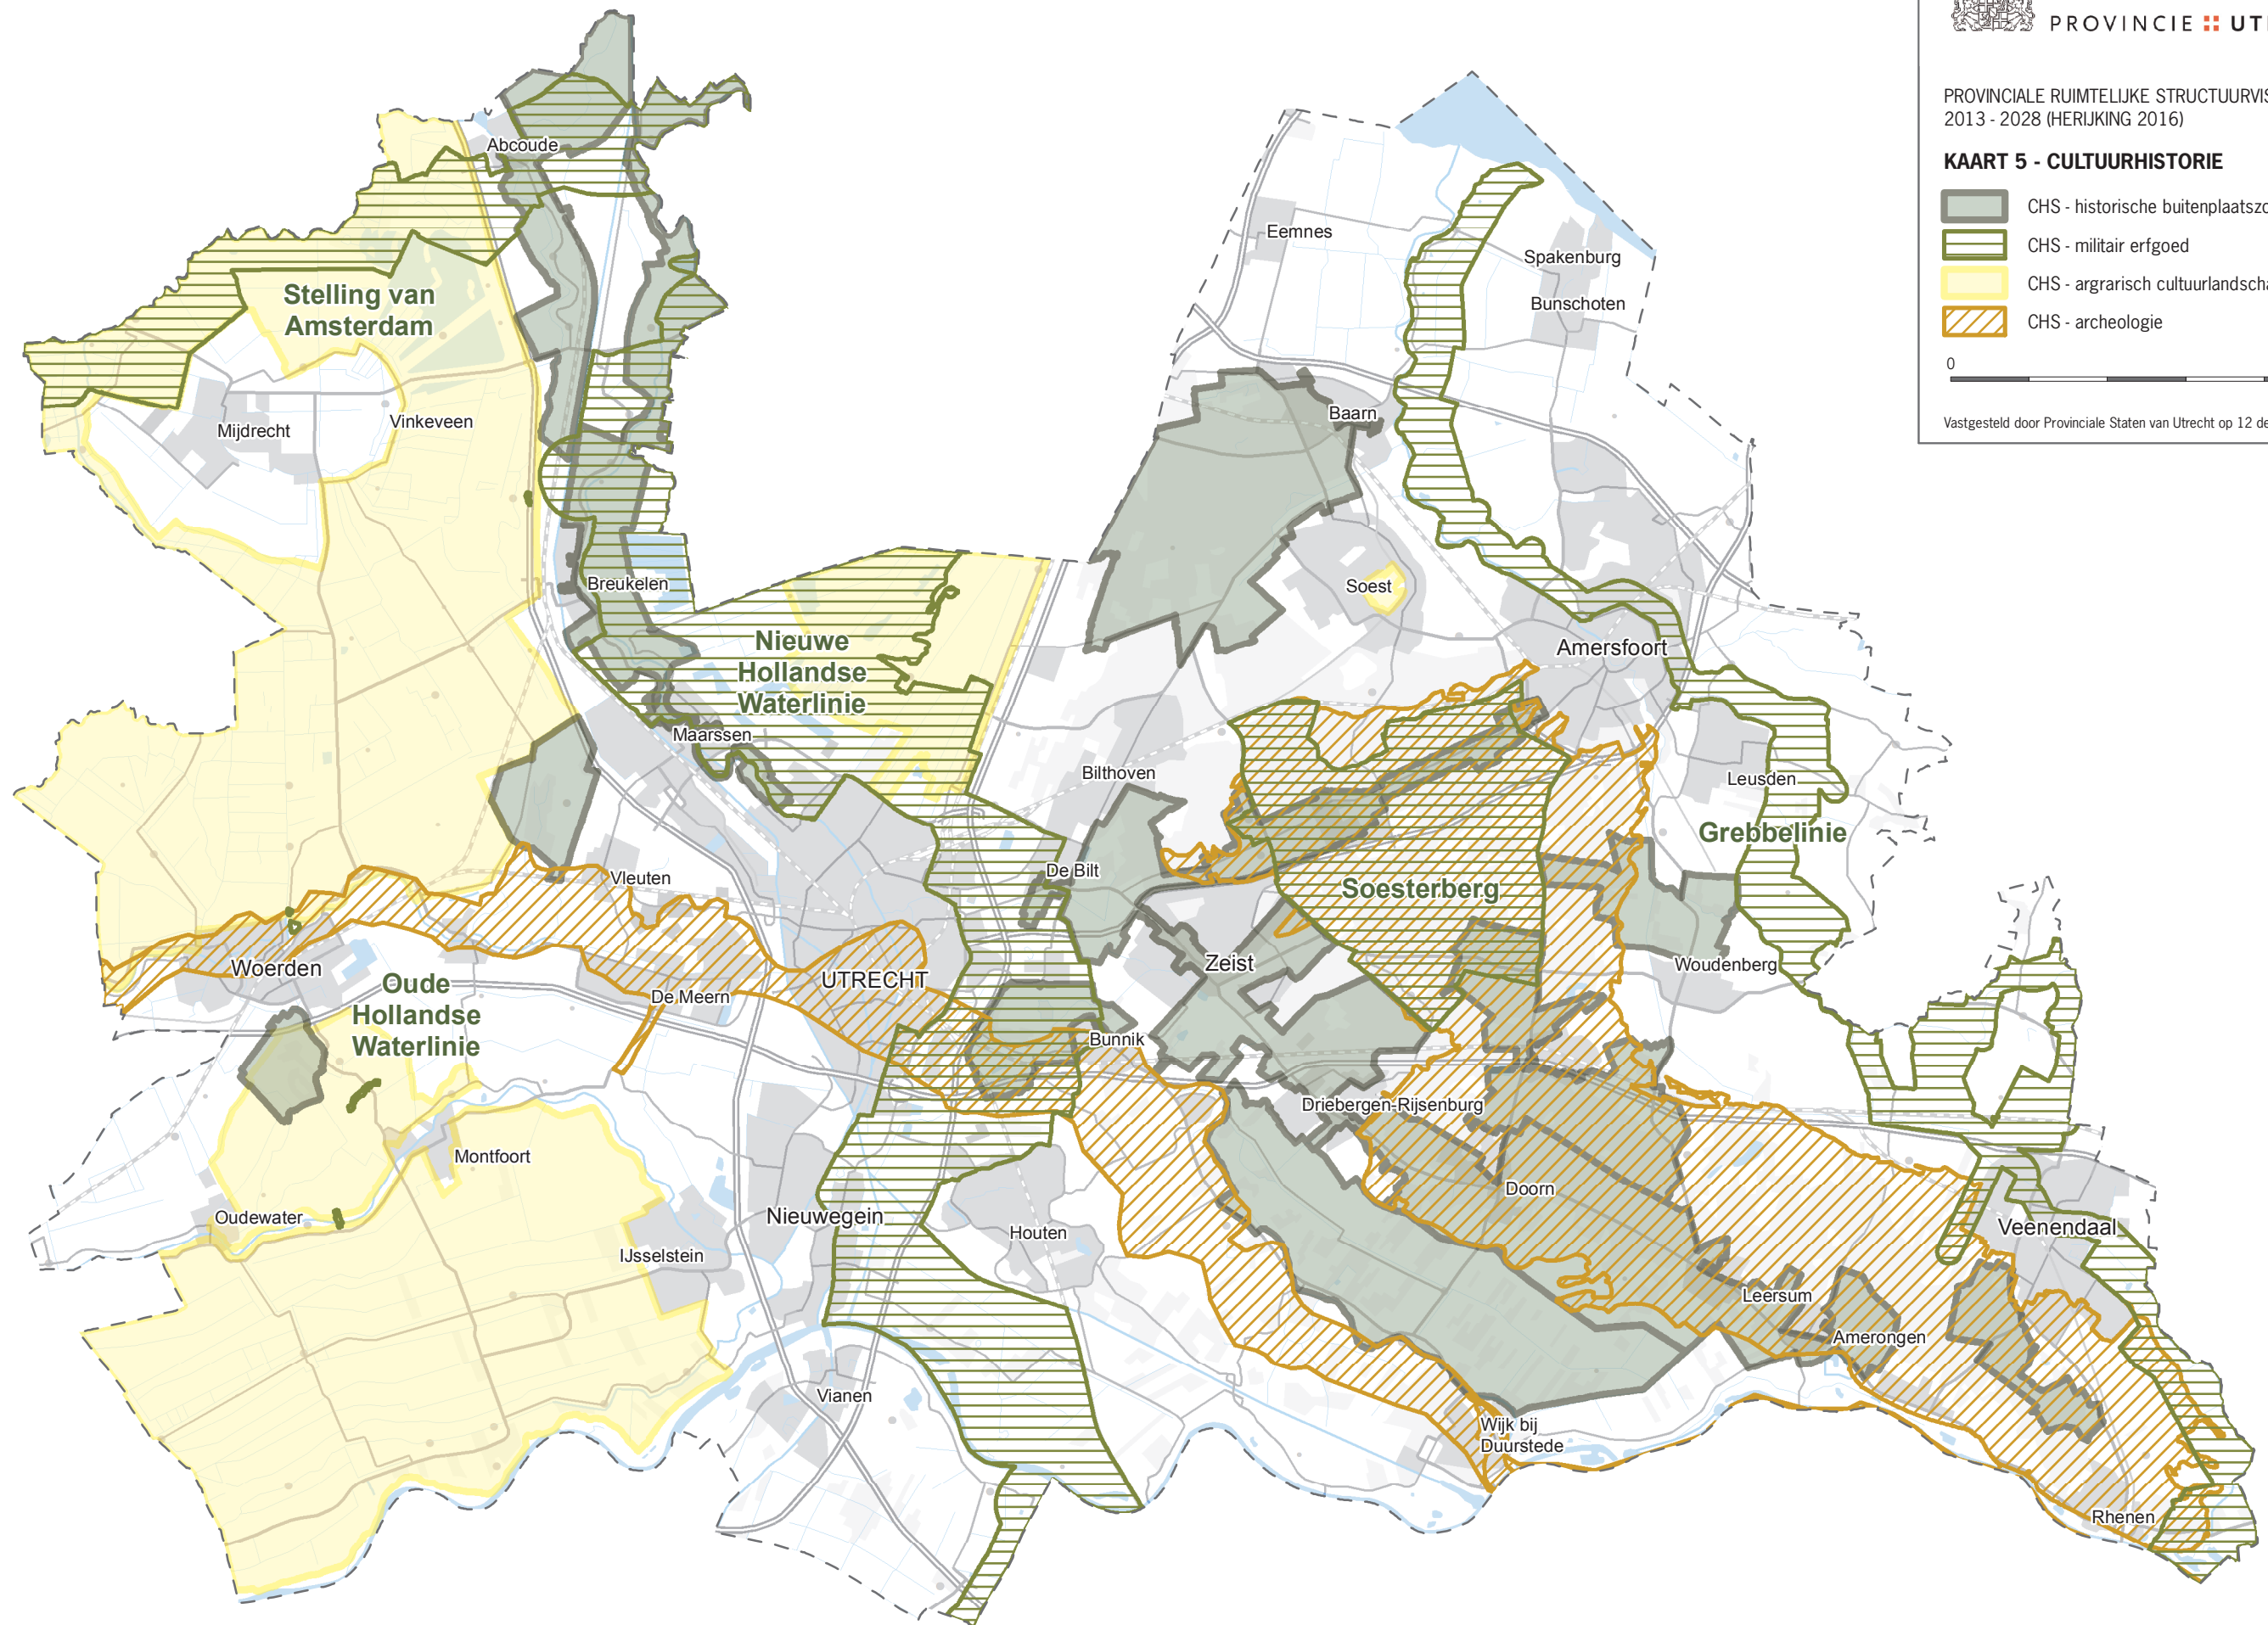 PROVINCIE :: UT
PROVINCIALE RUIMTELIJKE
2013 - 2028 (HERIJKING 2016)
KAART 5 - CULTUURHISTORIE
CHS - historische
CHS - militair erfgoed
CHS - argrarisch
CHS - archeologie
0
Vastgesteld door Provinciale Staten van Utrecht op 12
Abcoude
Eemnes
Spakenburg
Bunschoten
Stelling van
Amsterdam
Baarn
Vinkeveen
Mijdrecht
Breukelen
Soest
Nieuwe
Hollandse
Waterlinie
Amersfoort
Maarssen
Bilthoven
Leusden
Grebbelinie
De Bilt
Vleuten
Soesterberg
Zeist
Woudenberg
Woerden
UTRECHT
Oude
Hollandse
Waterlinie
De Meern
Bunnik
Driebergen-Rijsenburg
Montfoort
Doorn
Oudewater
Nieuwegein
Houten
Veenendaal
IJsselstein
Leersum
Amerongen
Vianen
Wijk bij
Duurstede
Rhenen